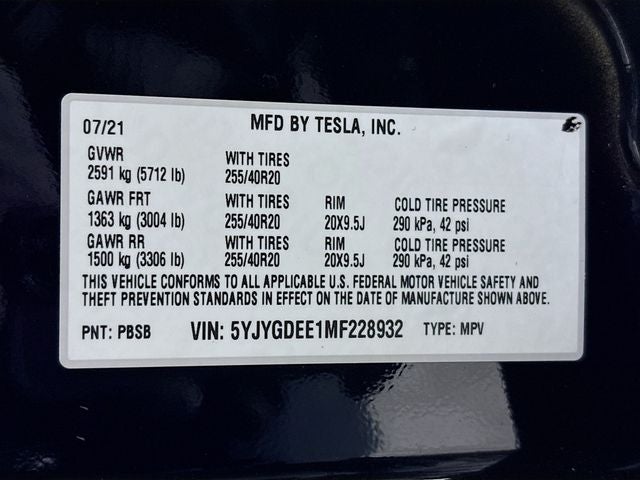 07/21 MFD BY TESLA, INC.
GVWR WITH TIRES
2591 kg (5712 lb) 255/40R20
GAWR FRT WITH TIRES RIM COLD TIRE PRESSURE
1363 kg (3004 lb) 255/40R20 20X9.5J 290 kPa, 42 psi
GAWR RR WITH TIRES RIM COLD TIRE PRESSURE
1500 kg (3306 lb) 255/40R20 20X9.5J 290 kPa, 42 psi
THIS VEHICLE CONFORMS TO ALL APPLICABLE U.S. FEDERAL MOTOR VEHICLE SAFETY AND
THEFT PREVENTION STANDARDS IN EFFECT ON THE DATE OF MANUFACTURE SHOWN ABOVE.
PNT: PBSB VIN: 5YJYGDEE1MF228932 TYPE: MPV